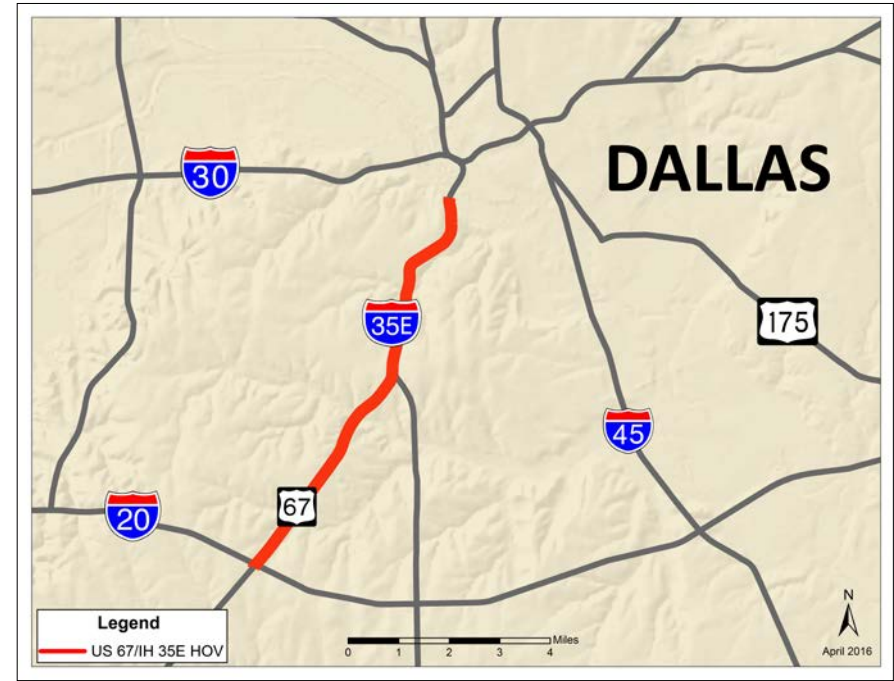 DALLAS
30
35E
175
45
67
20
Legend
US 67/IH 35E HOV
Miles
0 1 2 3 4
N
April 2016